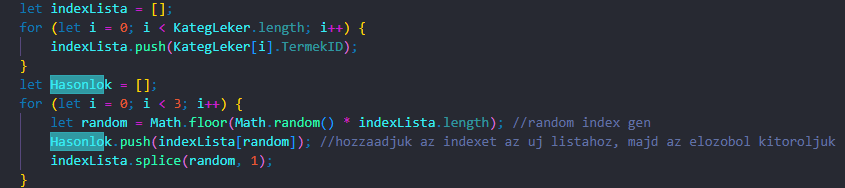 let indexLista = [];
for (let i = 0; i < KategLeker.length; i++) {
    indexLista.push(KategLeker[i].TermekID);
}
let Hasonlok = [];
for (let i = 0; i < 3; i++) {
    let random = Math.floor(Math.random() * indexLista.length); //random index gen
    Hasonlok.push(indexLista[random]); //hozzaadjuk az indexet az uj listahoz, majd az elozobol kitoroljuk
    indexLista.splice(random, 1);
}